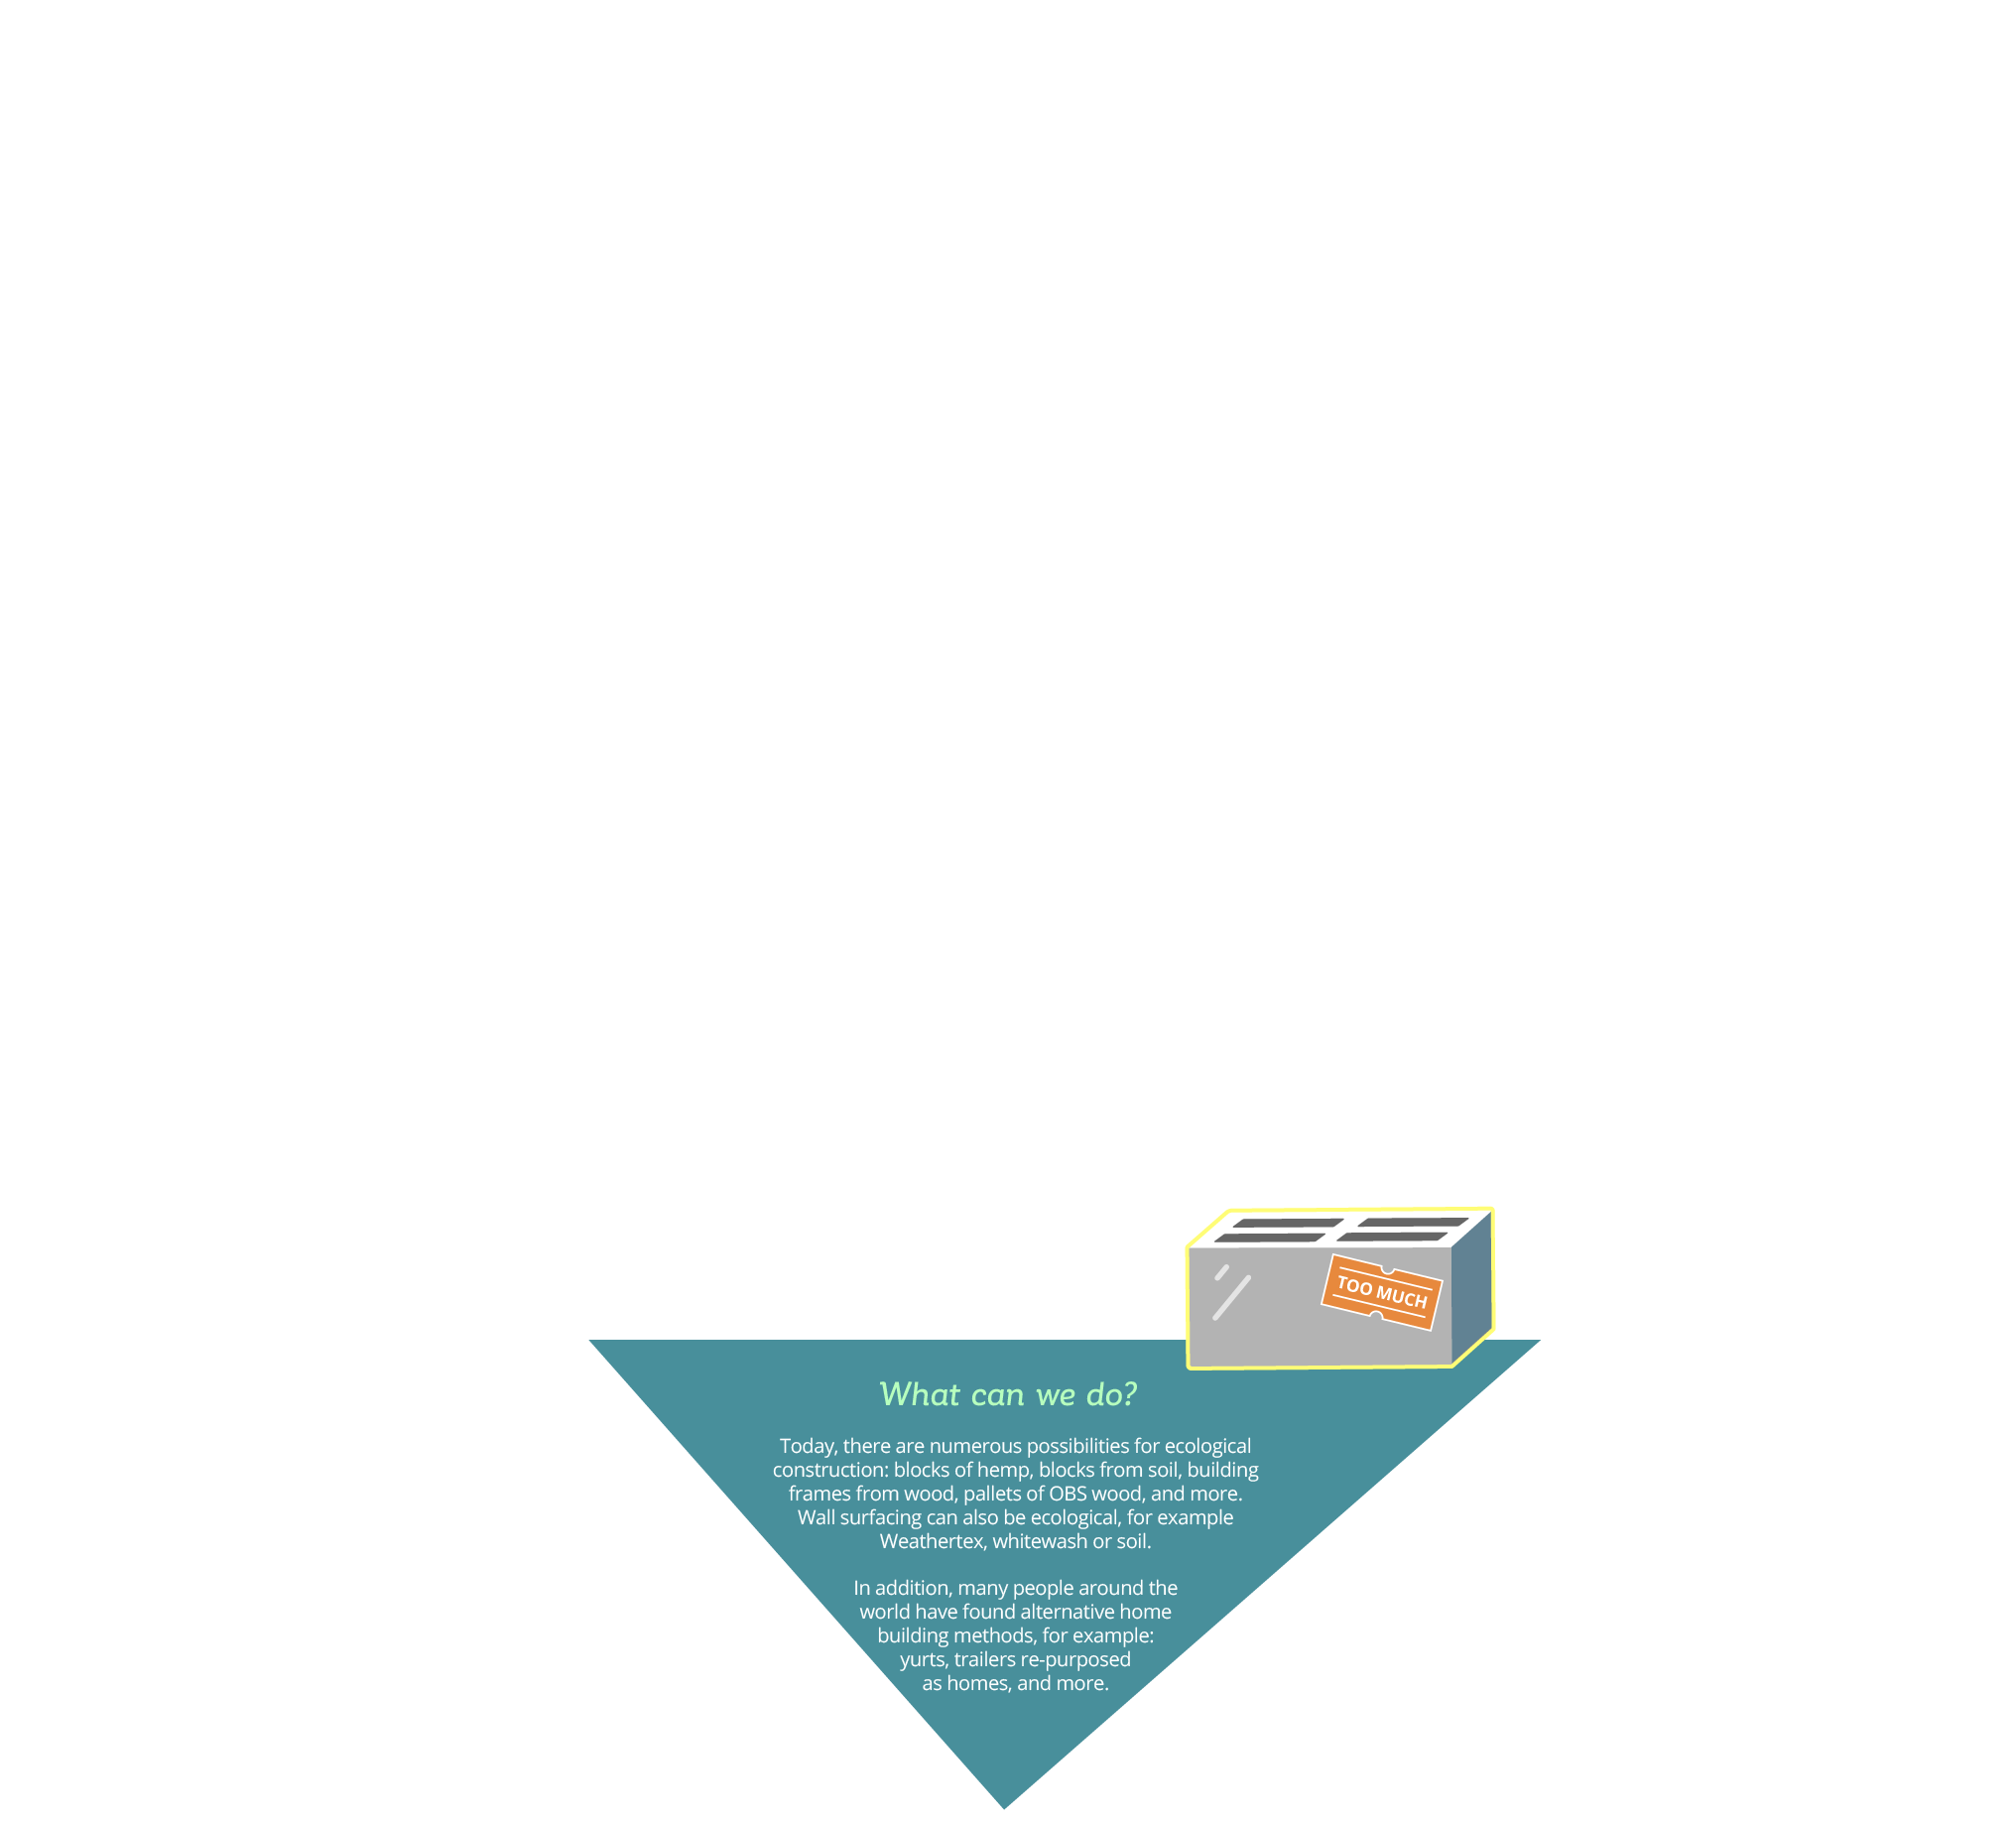 TOO MUCH
What can we do?
Today, there are numerous possibilities for ecological
construction: blocks of hemp, blocks from soil, building
frames from wood, pallets of OBS wood, and more.
Wall surfacing can also be ecological, for example
Weathertex, whitewash or soil.
In addition, many people around the
world have found alternative home
building methods, for example:
yurts, trailers re-purposed
as homes, and more.